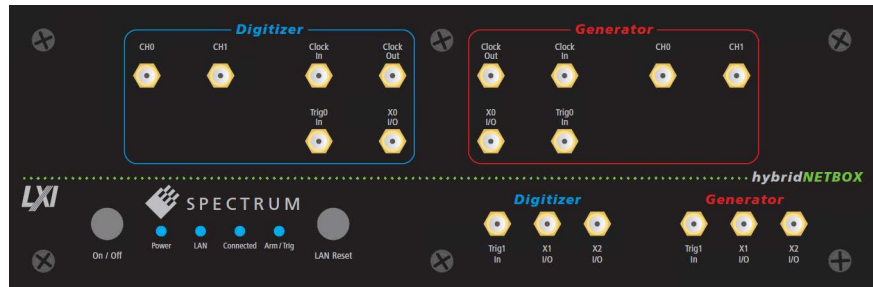 Digitizer
Generator
CH0 CH1 Clock In Clock Out
Clock Out Clock In CH0 CH1
Trig0 In X0 I/O
X0 I/O Trig0 In
hybridNETBOX
LXI
SPECTRUM
Digitizer
Generator
On / Off
Power LAN Connected Arm / Trig
LAN Reset
Trig1 In X1 I/O X2 I/O
Trig1 In X1 I/O X2 I/O